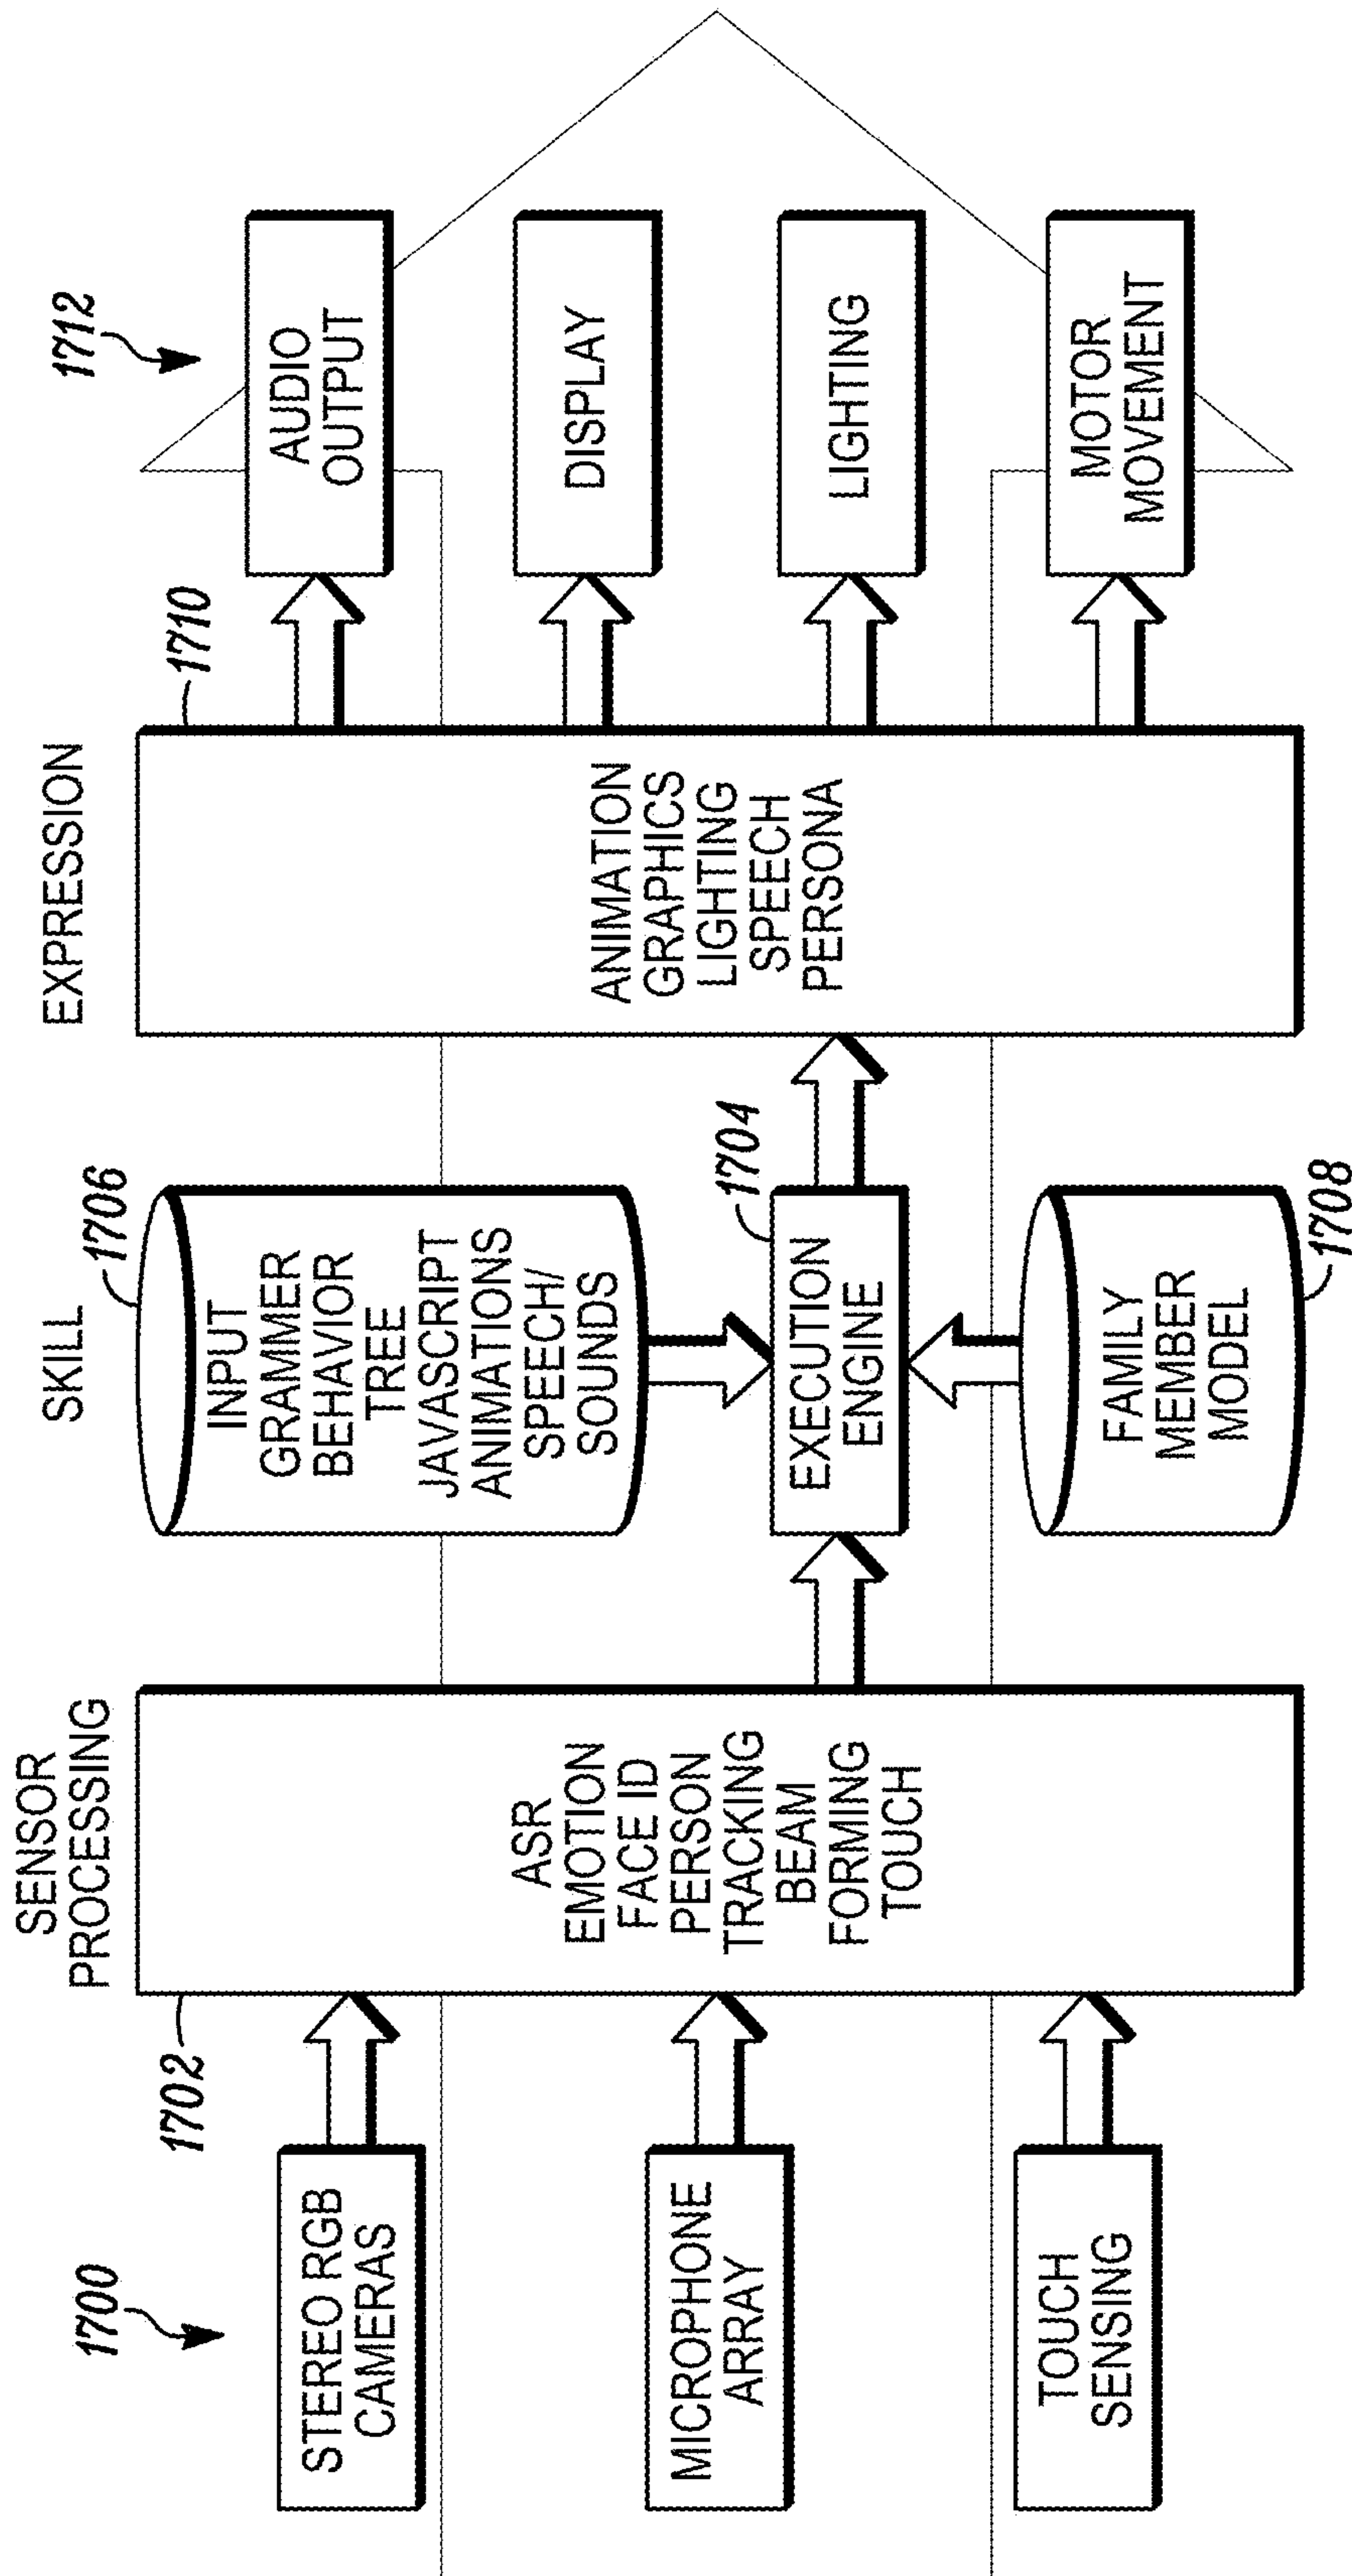 1700
STEREO RGB
CAMERAS
MICROPHONE
ARRAY
TOUCH
SENSING
SENSOR
PROCESSING
1702
ASR
EMOTION
FACE ID
PERSON
TRACKING
BEAM
FORMING
TOUCH
SKILL
1706
INPUT
GRAMMER
BEHAVIOR
TREE
JAVASCRIPT
ANIMATIONS
SPEECH/
SOUNDS
1704
EXECUTION
ENGINE
FAMILY
MEMBER
MODEL
1708
EXPRESSION
1710
ANIMATION
GRAPHICS
LIGHTING
SPEECH
PERSONA
1712
AUDIO
OUTPUT
DISPLAY
LIGHTING
MOTOR
MOVEMENT